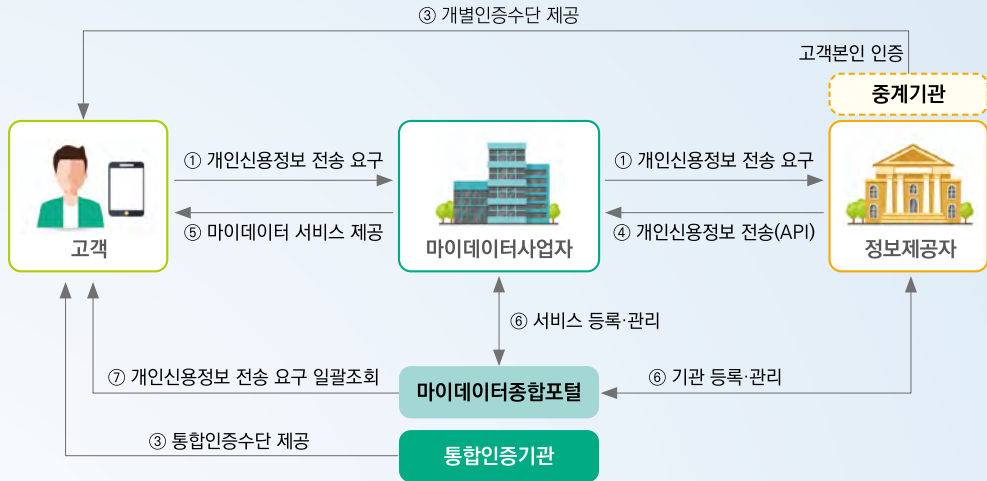 ③ 개별인증수단 제공
고객본인 인증
중계기관
① 개인신용정보 전송 요구
① 개인신용정보 전송 요구
⑤ 마이데이터 서비스 제공
④ 개인신용정보 전송(API)
고객
마이데이터사업자
정보제공자
⑥ 서비스 등록·관리
⑦ 개인신용정보 전송 요구 일괄조회
마이데이터종합포털
⑥ 기관 등록·관리
③ 통합인증수단 제공
통합인증기관